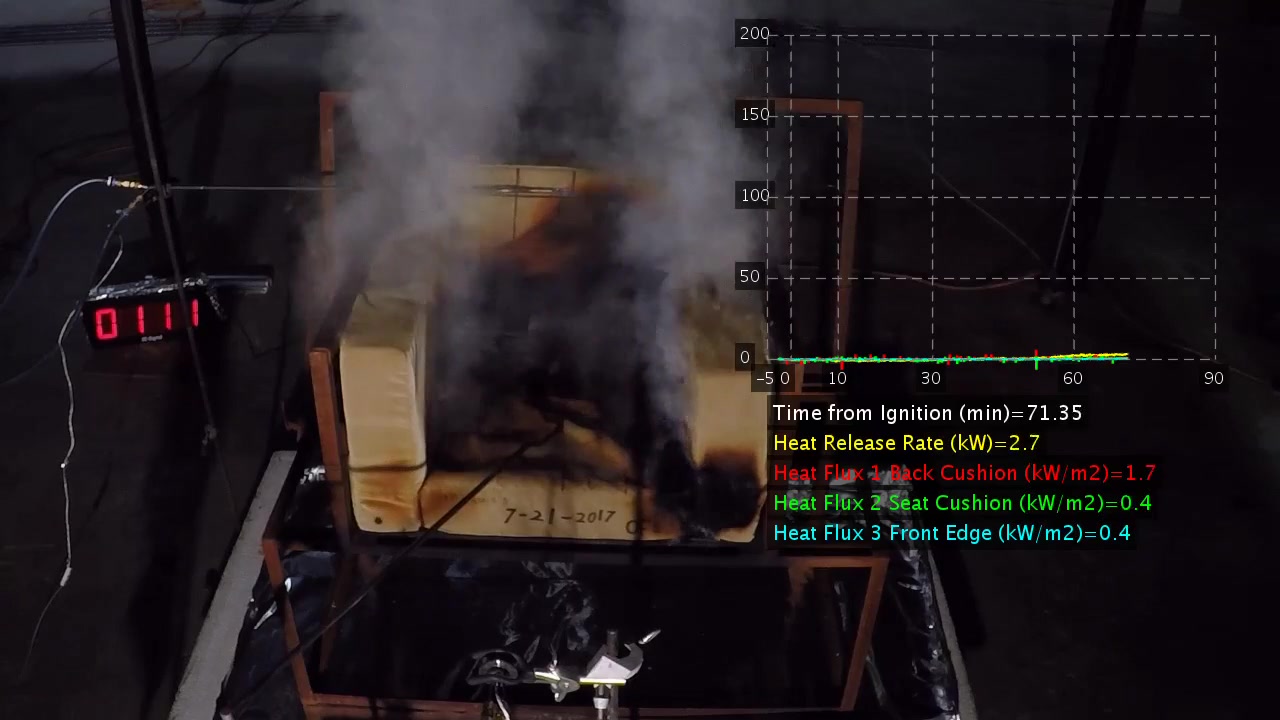 200
150
100
50
0
-5 0 10 30 60 90
Time from Ignition (min)=71.35
Heat Release Rate (kW)=2.7
Heat Flux 1 Back Cushion (kW/m2)=1.7
Heat Flux 2 Seat Cushion (kW/m2)=0.4
Heat Flux 3 Front Edge (kW/m2)=0.4
0111
7-21-2017